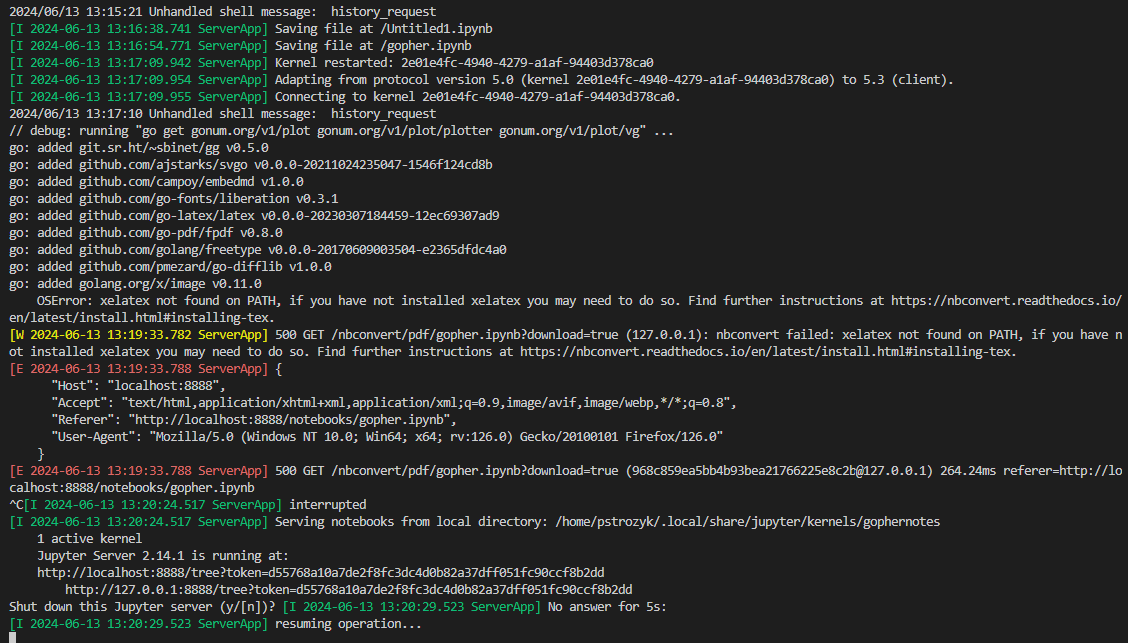 2024/06/13 13:15:21 Unhandled shell message:  history_request
[I 2024-06-13 13:16:38.741 ServerApp] Saving file at /Untitled1.ipynb
[I 2024-06-13 13:16:54.771 ServerApp] Saving file at /gopher.ipynb
[I 2024-06-13 13:17:09.942 ServerApp] Kernel restarted: 2e01e4fc-4940-4279-a1af-94403d378ca0
[I 2024-06-13 13:17:09.954 ServerApp] Adapting from protocol version 5.0 (kernel 2e01e4fc-4940-4279-a1af-94403d378ca0) to 5.3 (client).
[I 2024-06-13 13:17:09.955 ServerApp] Connecting to kernel 2e01e4fc-4940-4279-a1af-94403d378ca0.
2024/06/13 13:17:10 Unhandled shell message:  history_request
// debug: running "go get gonum.org/v1/plot gonum.org/v1/plot/plotter gonum.org/v1/plot/vg" ...
go: added git.sr.ht/~sbinet/gg v0.5.0
go: added github.com/ajstarks/svgo v0.0.0-20211024235047-1546f124cd8b
go: added github.com/campoy/embedmd v1.0.0
go: added github.com/go-fonts/liberation v0.3.1
go: added github.com/go-latex/latex v0.0.0-20230307184459-12ec69307ad9
go: added github.com/go-pdf/fpdf v0.8.0
go: added github.com/golang/freetype v0.0.0-20170609003504-e2365dfdc4a0
go: added github.com/pmezard/go-difflib v1.0.0
go: added golang.org/x/image v0.11.0
    OSError: xelatex not found on PATH, if you have not installed xelatex you may need to do so. Find further instructions at https://nbconvert.readthedocs.io/
en/latest/install.html#installing-tex.
[W 2024-06-13 13:19:33.782 ServerApp] 500 GET /nbconvert/pdf/gopher.ipynb?download=true (127.0.0.1): nbconvert failed: xelatex not found on PATH, if you have n
ot installed xelatex you may need to do so. Find further instructions at https://nbconvert.readthedocs.io/en/latest/install.html#installing-tex.
[E 2024-06-13 13:19:33.788 ServerApp] {
      "Host": "localhost:8888",
      "Accept": "text/html,application/xhtml+xml,application/xml;q=0.9,image/avif,image/webp,*/*;q=0.8",
      "Referer": "http://localhost:8888/notebooks/gopher.ipynb",
      "User-Agent": "Mozilla/5.0 (Windows NT 10.0; Win64; x64; rv:126.0) Gecko/20100101 Firefox/126.0"
    }
[E 2024-06-13 13:19:33.788 ServerApp] 500 GET /nbconvert/pdf/gopher.ipynb?download=true (968c859ea5bb4b93bea21766225e8c2b@127.0.0.1) 264.24ms referer=http://lo
calhost:8888/notebooks/gopher.ipynb
^C[I 2024-06-13 13:20:24.517 ServerApp] interrupted
[I 2024-06-13 13:20:24.517 ServerApp] Serving notebooks from local directory: /home/pstrozyk/.local/share/jupyter/kernels/gophernotes
    1 active kernel
    Jupyter Server 2.14.1 is running at:
    http://localhost:8888/tree?token=d55768a10a7de2f8fc3dc4d0b82a37dff051fc90ccf8b2dd
        http://127.0.0.1:8888/tree?token=d55768a10a7de2f8fc3dc4d0b82a37dff051fc90ccf8b2dd
Shut down this Jupyter server (y/[n])? [I 2024-06-13 13:20:29.523 ServerApp] No answer for 5s:
[I 2024-06-13 13:20:29.523 ServerApp] resuming operation...